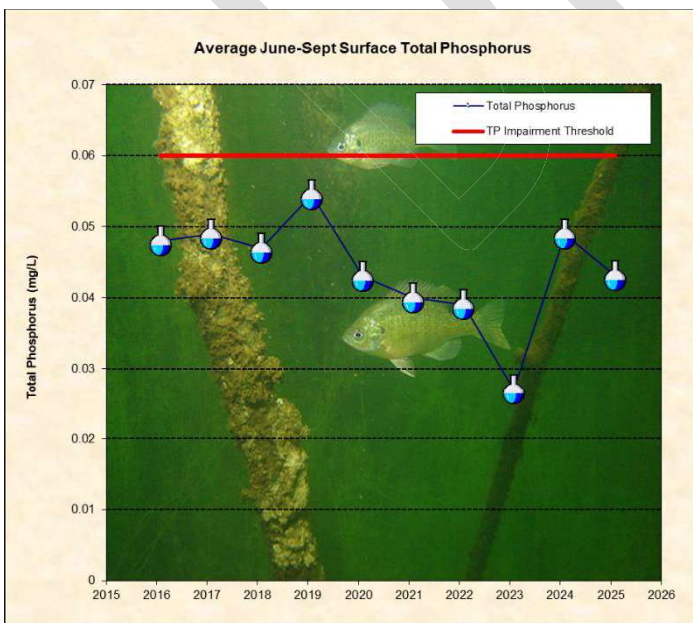 Average June-Sept Surface Total Phosphorus
0.07
Total Phosphorus
TP Impairment Threshold
0.06
0.05
0.04
0.03
0.02
0.01
0
Total Phosphorus (mg/L)
2015 2016 2017 2018 2019 2020 2021 2022 2023 2024 2025 2026